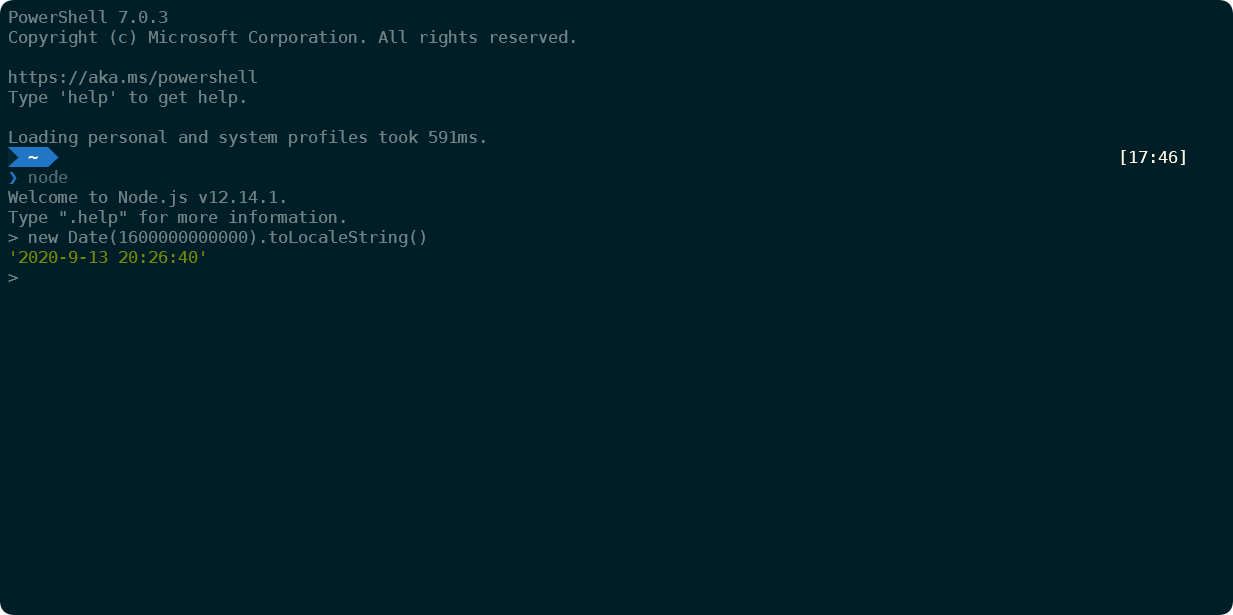 PowerShell 7.0.3
Copyright (c) Microsoft Corporation. All rights reserved.
https://aka.ms/powershell
Type 'help' to get help.
Loading personal and system profiles took 591ms.
~ [17:46]
❯ node
Welcome to Node.js v12.14.1.
Type ".help" for more information.
> new Date(1600000000000).toLocaleString()
'2020-9-13 20:26:40'
>